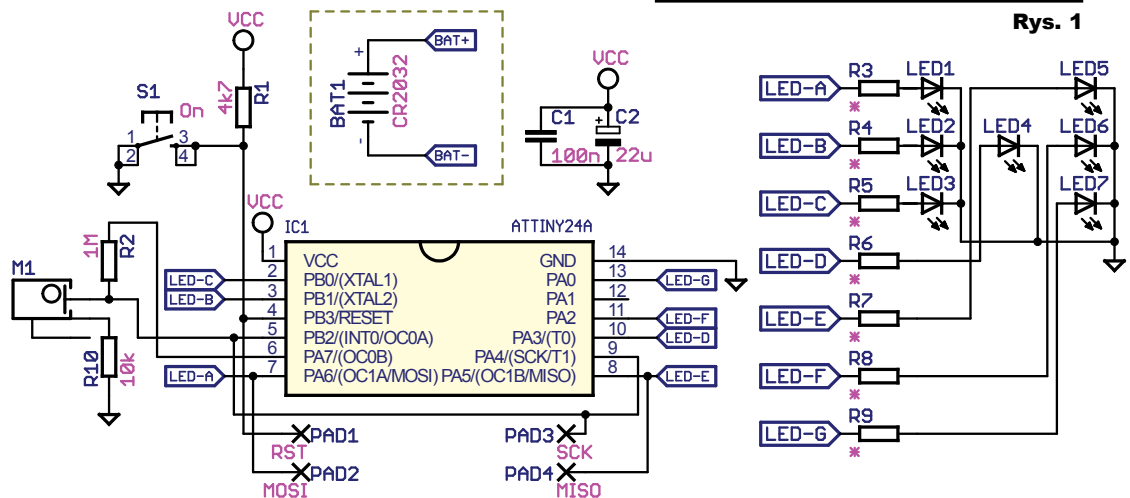 Rys. 1
VCC
S1
On
1
2
3
4
4k7
R1
BAT+
+
BAT1
CR2032
-
BAT-
VCC
C1
100n
+
C2
22u
LED-A
R3
*
LED1
LED5
LED-B
R4
*
LED2
LED4
LED6
LED-C
R5
*
LED3
LED7
LED-D
R6
*
LED-E
R7
*
LED-F
R8
*
LED-G
R9
*
VCC
IC1
ATTINY24A
1M
R2
M1
R10
10k
1 VCC GND 14
LED-C 2 PB0/(XTAL1) PA0 13 LED-G
LED-B 3 PB1/(XTAL2) PA1 12
4 PB3/RESET PA2 11 LED-F
5 PB2/(INT0/OC0A) PA3/(T0) 10 LED-D
6 PA7/(OC0B) PA4/(SCK/T1) 9
LED-A 7 PA6/(OC1A/MOSI) PA5/(OC1B/MISO) 8 LED-E
PAD1
RST
PAD2
MOSI
PAD3
SCK
PAD4
MISO